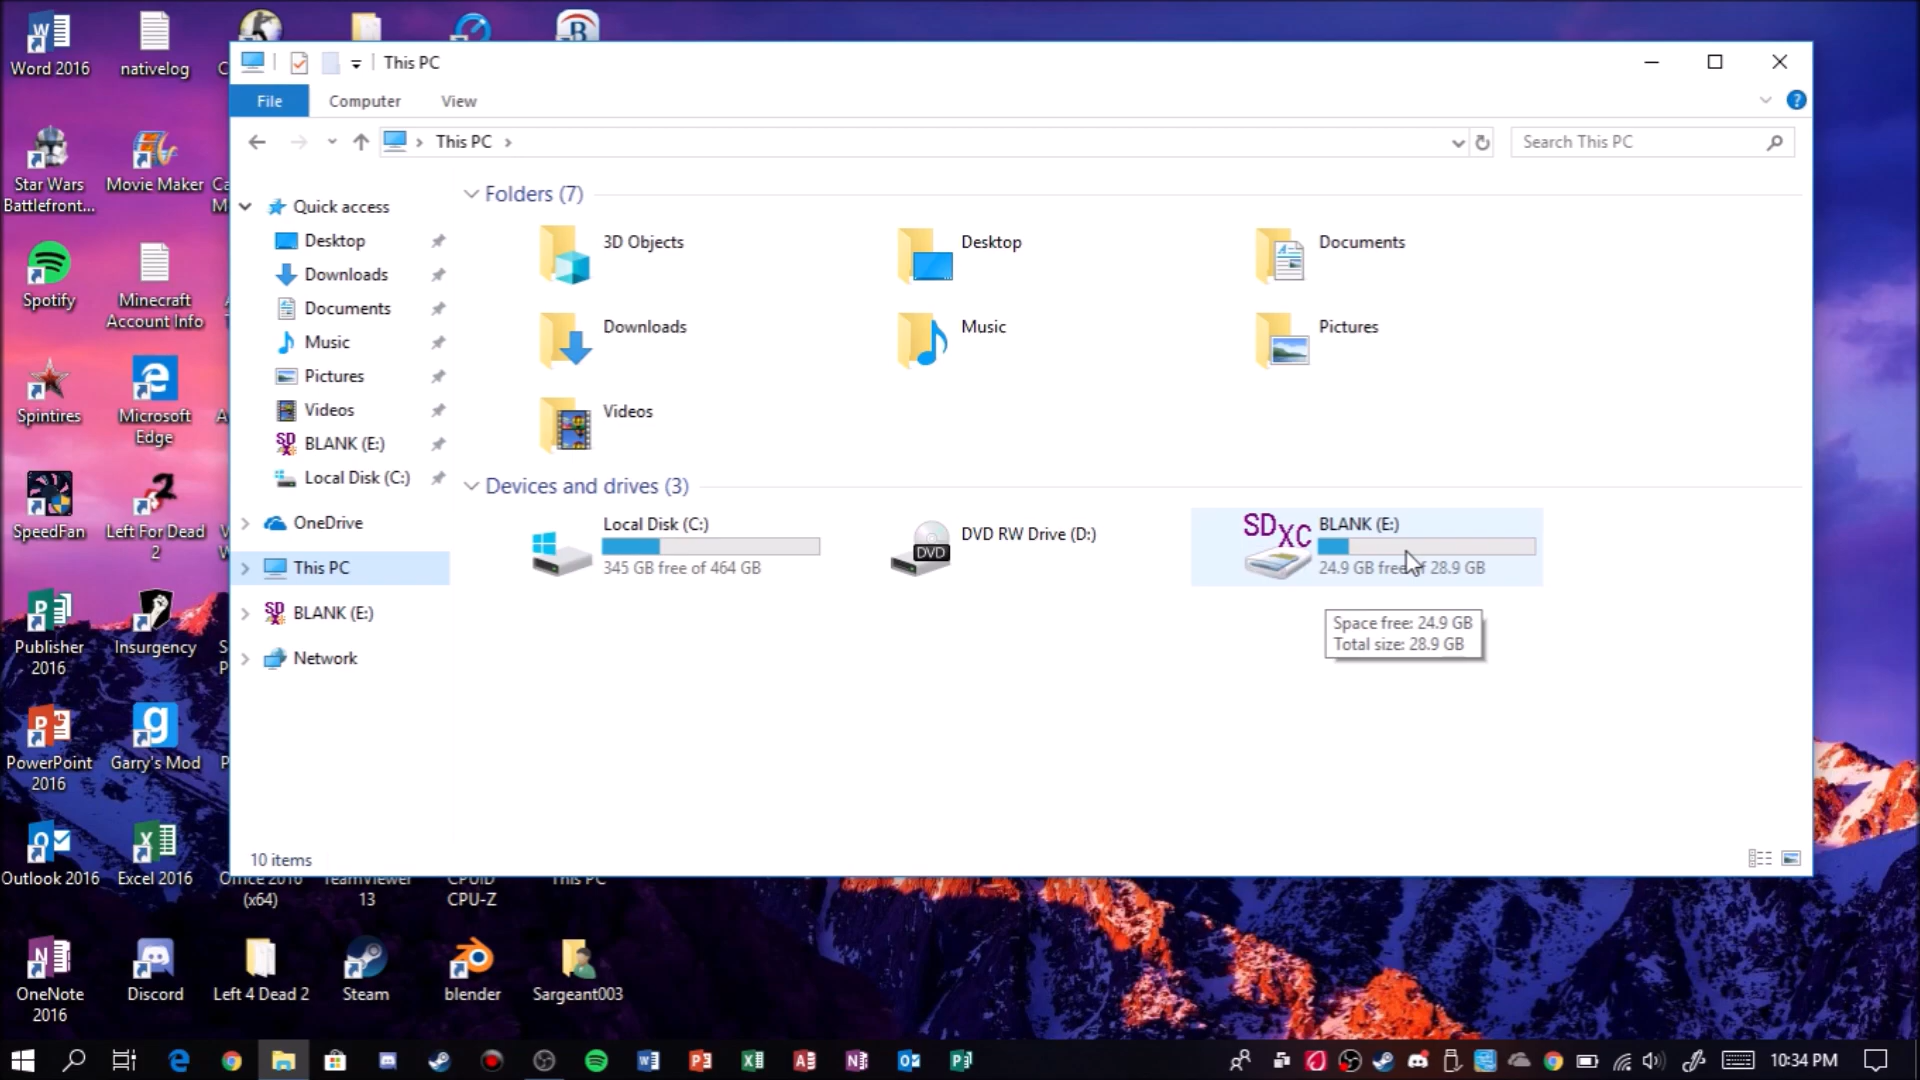 This PC
File Computer View
This PC
Search This PC
Quick access
Desktop
Downloads
Documents
Music
Pictures
Videos
BLANK (E:)
Local Disk (C:)
OneDrive
This PC
BLANK (E:)
Network
Folders (7)
3D Objects
Desktop
Documents
Downloads
Music
Pictures
Videos
Devices and drives (3)
Local Disk (C:)
345 GB free of 464 GB
DVD
DVD RW Drive (D:)
SDXC
BLANK (E:)
24.9 GB free of 28.9 GB
Space free: 24.9 GB
Total size: 28.9 GB
10 items
Word 2016
nativelog
Star Wars
Battlefront...
Movie Maker
Spotify
Minecraft
Account Info
Spintires
Microsoft
Edge
SpeedFan
Left For Dead
2
Publisher
2016
Insurgency
PowerPoint
2016
Garry's Mod
Outlook 2016
Excel 2016
Office 2016
(x64)
TeamViewer
13
CPUID
CPU-Z
This PC
OneNote
2016
Discord
Left 4 Dead 2
Steam
blender
Sargeant003
10:34 PM